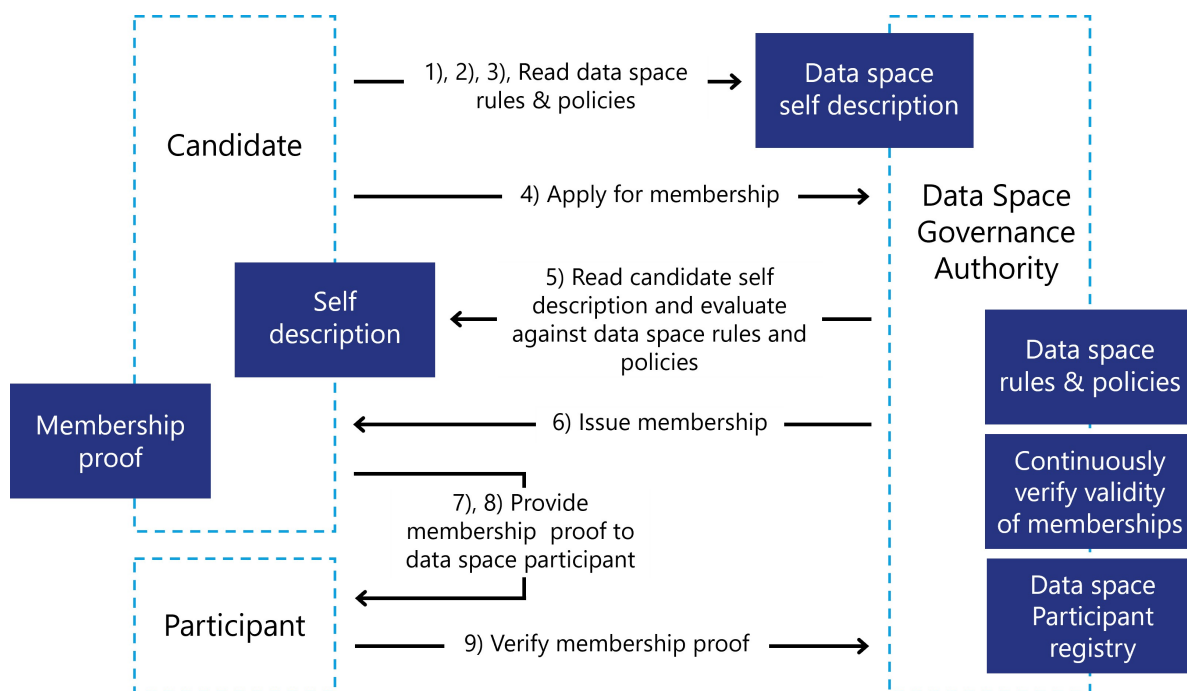 1), 2), 3), Read data space
rules & policies
Data space
self description
Candidate
4) Apply for membership
Data Space
Governance
Authority
5) Read candidate self
description and evaluate
against data space rules and
policies
Self
description
Data space
rules & policies
Membership
proof
6) Issue membership
Continuously
verify validity
of memberships
7), 8) Provide
membership proof to
data space participant
Data space
Participant
registry
Participant
9) Verify membership proof